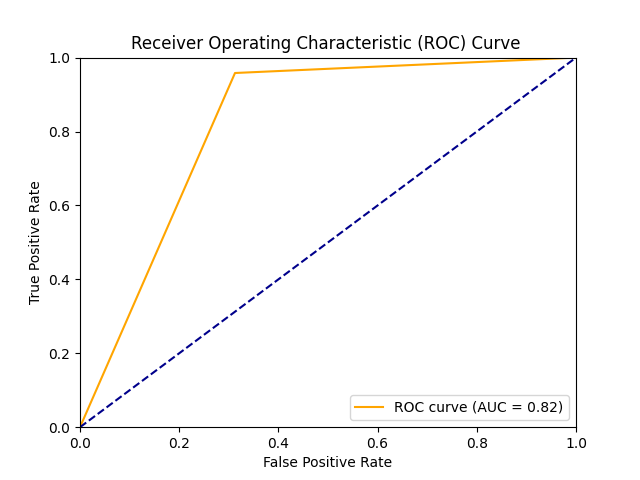 Receiver Operating Characteristic (ROC) Curve
1.0
0.8
0.6
0.4
0.2
0.0
True Positive Rate
ROC curve (AUC = 0.82)
0.0 0.2 0.4 0.6 0.8 1.0
False Positive Rate